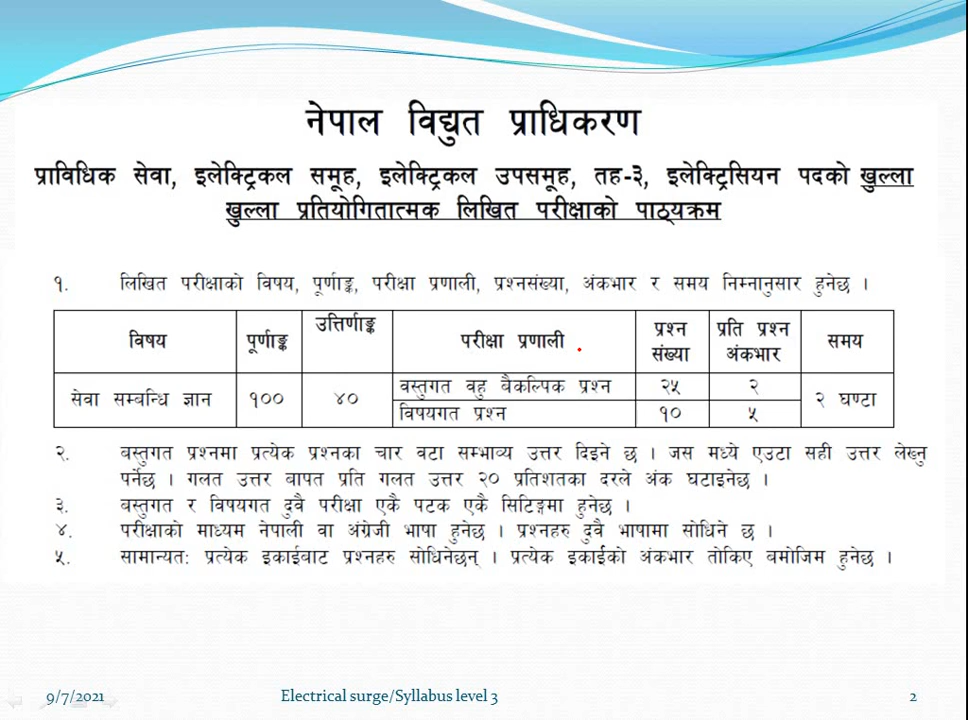 नेपाल विद्युत प्राधिकरण
प्राविधिक सेवा, इलेक्ट्रिकल समूह, इलेक्ट्रिकल उपसमूह, तह-३, इलेक्ट्रिसियन पदको खुल्ला
खुल्ला प्रतियोगितात्मक लिखित परीक्षाको पाठ्यक्रम
१. लिखित परीक्षाको विषय, पूर्णाङ्क, परीक्षा प्रणाली, प्रश्नसंख्या, अंकभार र समय निम्नानुसार हुनेछ ।
विषय पूर्णाङ्क उत्तिर्णाङ्क परीक्षा प्रणाली प्रश्न संख्या प्रति प्रश्न अंकभार समय
सेवा सम्बन्धि ज्ञान १०० ४० वस्तुगत वहु बैकल्पिक प्रश्न २५ २ २ घण्टा
विषयगत प्रश्न १० ५
२. बस्तुगत प्रश्नमा प्रत्येक प्रश्नका चार वटा सम्भाव्य उत्तर दिइने छ । जस मध्ये एउटा सही उत्तर लेख्नु
पर्नेछ । गलत उत्तर बापत प्रति गलत उत्तर २० प्रतिशतका दरले अंक घटाइनेछ ।
३. बस्तुगत र विषयगत दुवै परीक्षा एकै पटक एकै सिटिङ्गमा हुनेछ ।
४. परीक्षाको माध्यम नेपाली वा अंग्रेजी भाषा हुनेछ । प्रश्नहरु दुवै भाषामा सोधिने छ ।
५. सामान्यतः प्रत्येक इकाईबाट प्रश्नहरु सोधिनेछन् । प्रत्येक इकाईको अंकभार तोकिए बमोजिम हुनेछ ।
9/7/2021 Electrical surge/Syllabus level 3 2